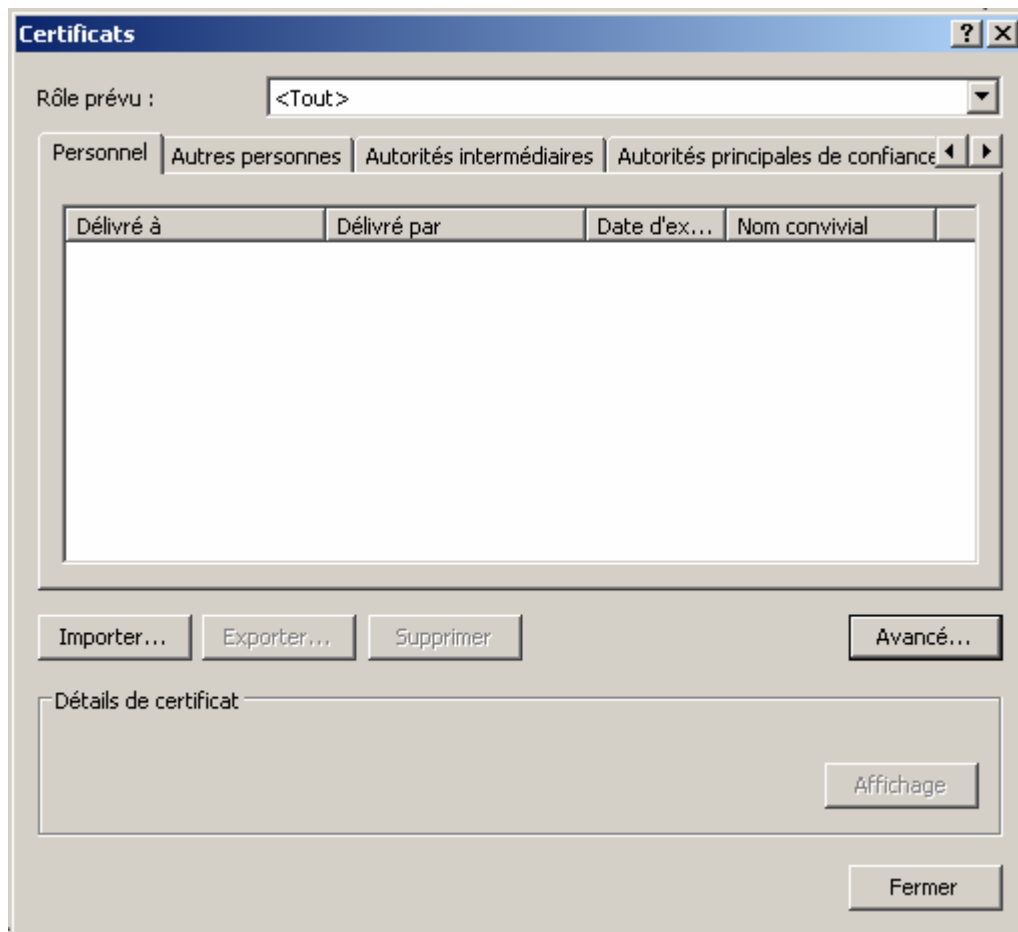 Certificats
Rôle prévu : <Tout>
Personnel Autres personnes Autorités intermédiaires Autorités principales de confiance
Délivré à Délivré par Date d'ex... Nom convivial
Importer... Exporter... Supprimer Avancé...
Détails de certificat
Affichage
Fermer